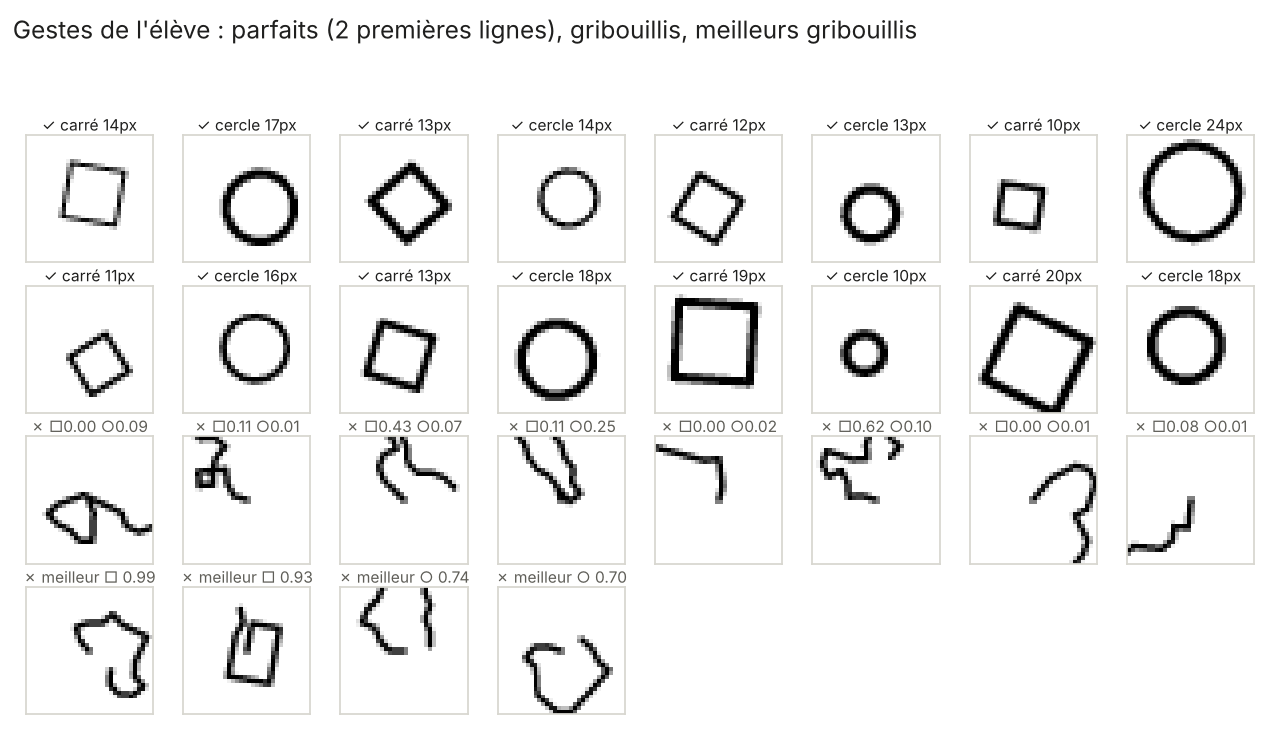 Gestes de l'élève : parfaits (2 premières lignes), gribouillis, meilleurs gribouillis
✓ carré 14px ✓ cercle 17px ✓ carré 13px ✓ cercle 14px ✓ carré 12px ✓ cercle 13px ✓ carré 10px ✓ cercle 24px
✓ carré 11px ✓ cercle 16px ✓ carré 13px ✓ cercle 18px ✓ carré 19px ✓ cercle 10px ✓ carré 20px ✓ cercle 18px
× □0.00 ○0.09 × □0.11 ○0.01 × □0.43 ○0.07 × □0.11 ○0.25 × □0.00 ○0.02 × □0.62 ○0.10 × □0.00 ○0.01 × □0.08 ○0.01
× meilleur □ 0.99 × meilleur □ 0.93 × meilleur ○ 0.74 × meilleur ○ 0.70